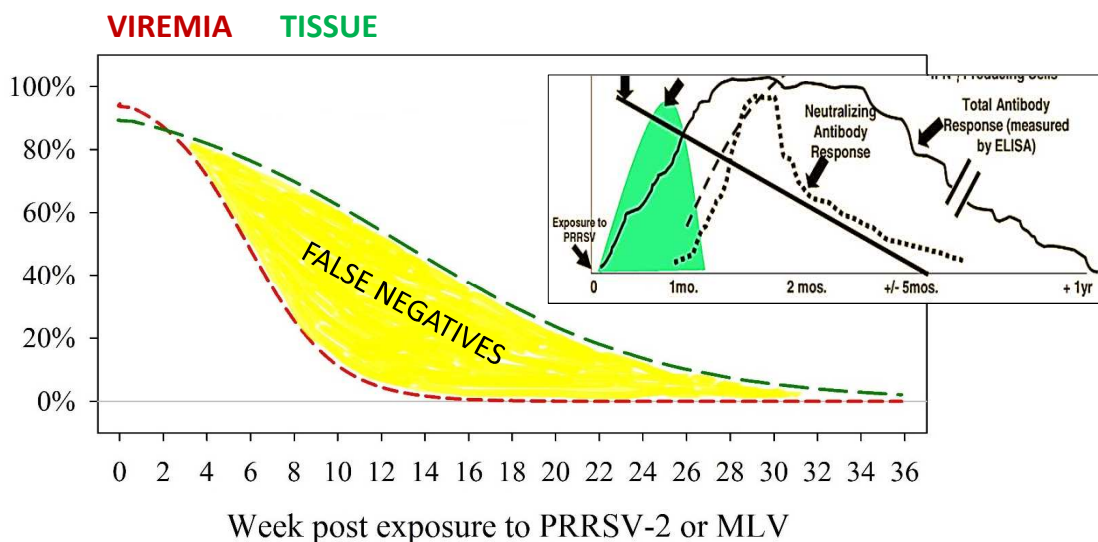 VIREMIA TISSUE
100%
80%
60%
40%
20%
0%
FALSE NEGATIVES
Producing Cells
Total Antibody
Response (measured
by ELISA)
Neutralizing
Antibody
Response
Exposure to
PRRSV
0 1mo. 2 mos. +/- 5mos. + 1yr
0 2 4 6 8 10 12 14 16 18 20 22 24 26 28 30 32 34 36
Week post exposure to PRRSV-2 or MLV